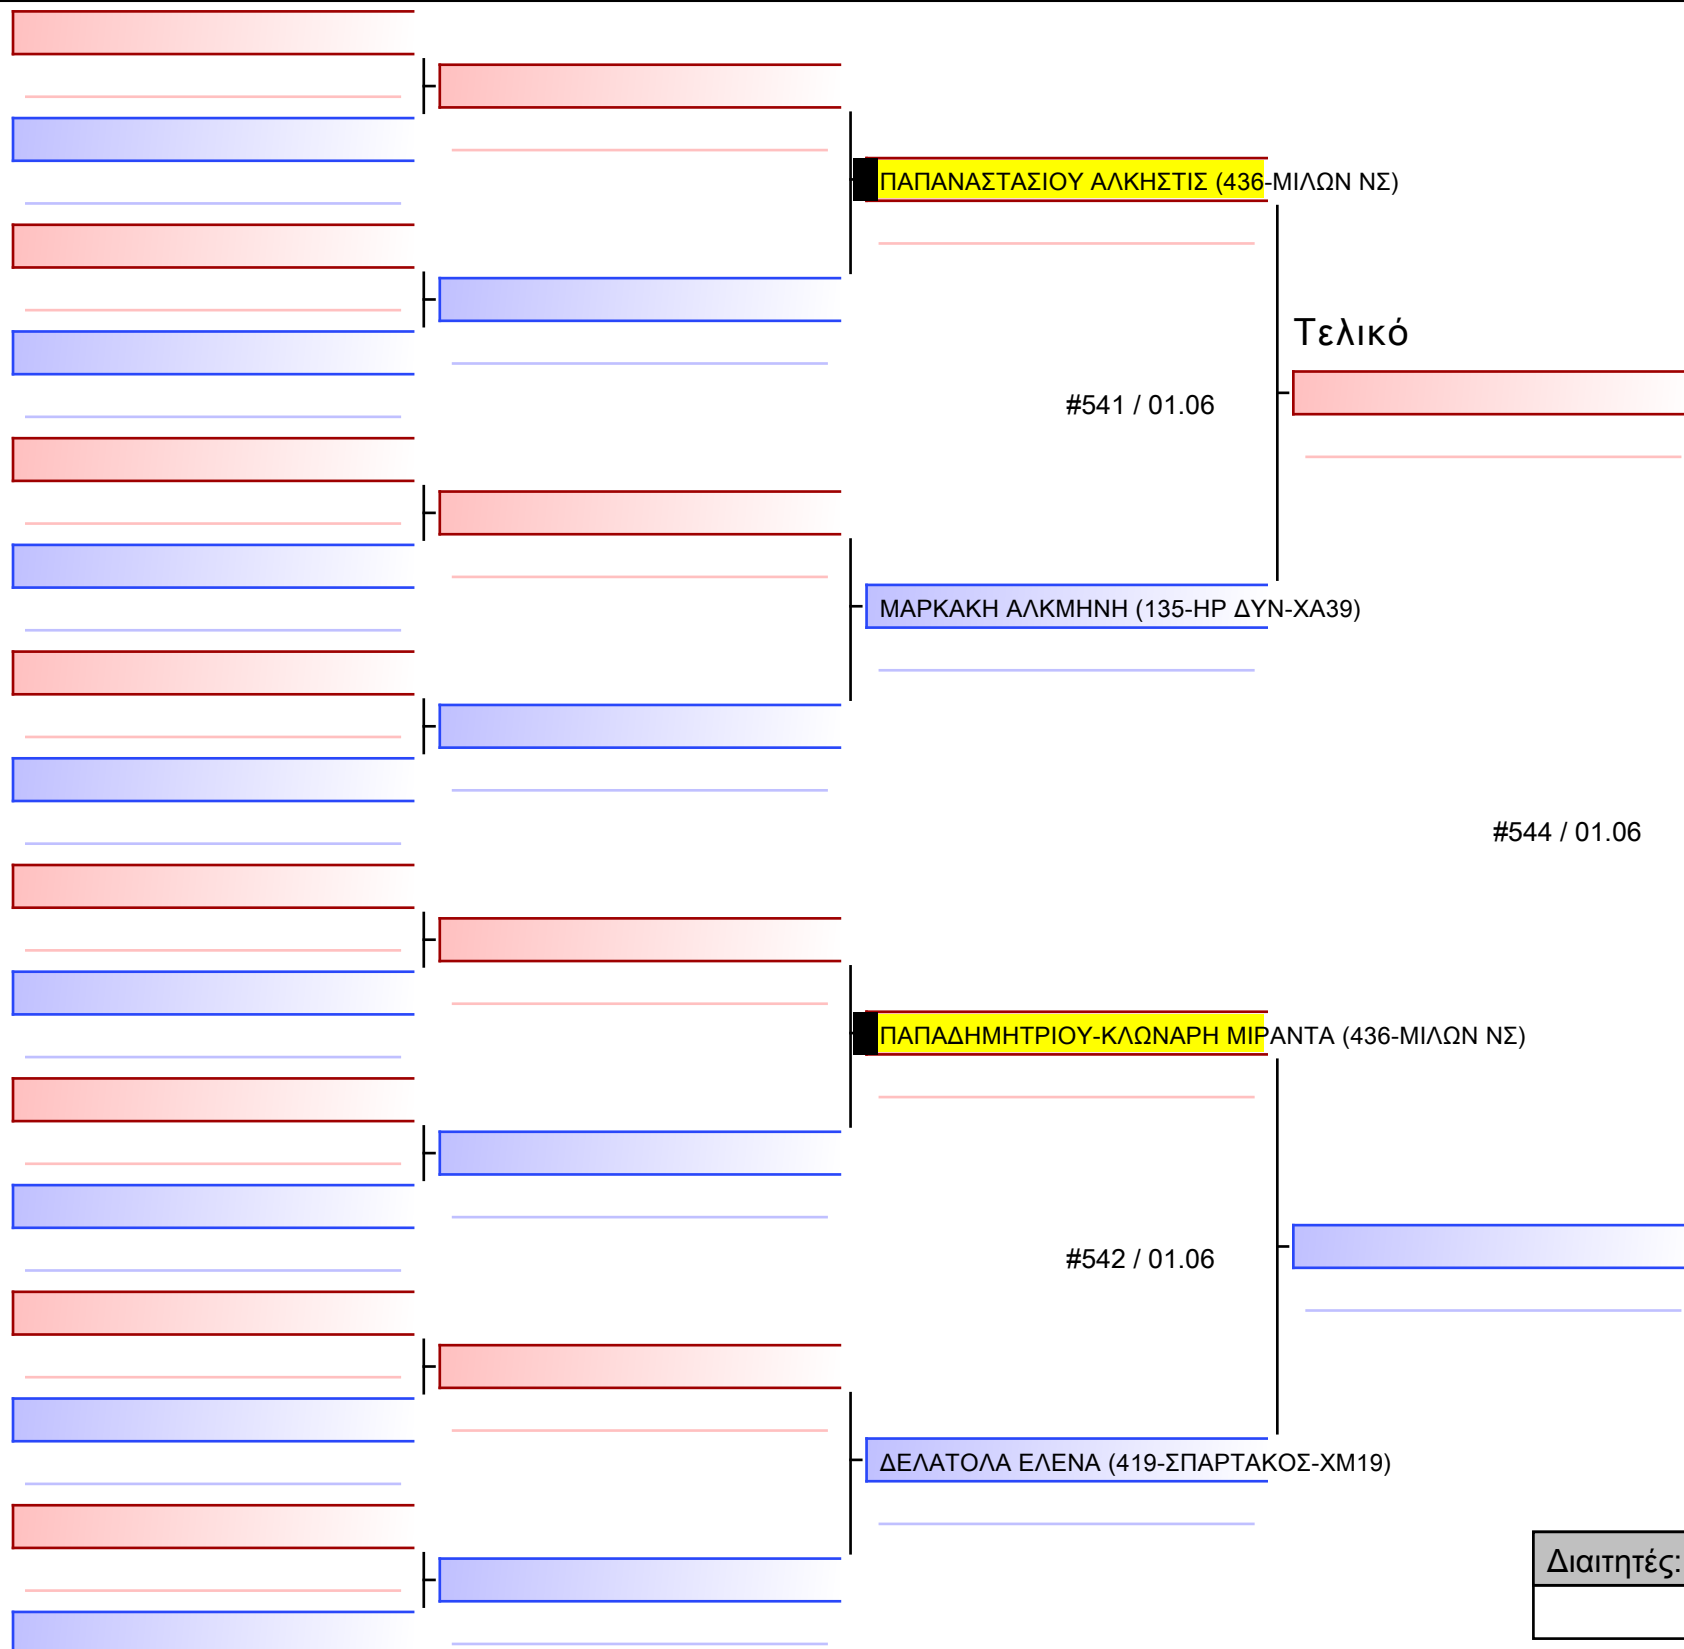 ΠΑΠΑΝΑΣΤΑΣΙΟΥ ΑΛΚΗΣΤΙΣ (436-ΜΙΛΩΝ ΝΣ)
Τελικό
#541 / 01.06
ΜΑΡΚΑΚΗ ΑΛΚΜΗΝΗ (135-ΗΡ ΔΥΝ-ΧΑ39)
#544 / 01.06
ΠΑΠΑΔΗΜΗΤΡΙΟΥ-ΚΛΩΝΑΡΗ ΜΙΡΑΝΤΑ (436-ΜΙΛΩΝ ΝΣ)
#542 / 01.06
ΔΕΛΑΤΟΛΑ ΕΛΕΝΑ (419-ΣΠΑΡΤΑΚΟΣ-ΧΜ19)
Διαιτητές: